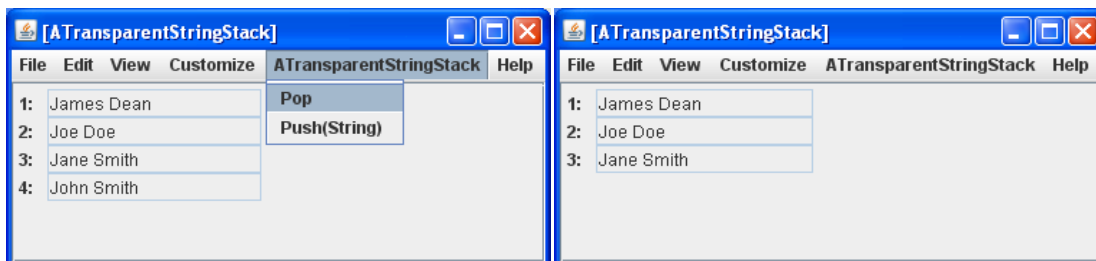 [ATransparentStringStack]
File Edit View Customize ATransparentStringStack Help
1: James Dean
2: Joe Doe
3: Jane Smith
4: John Smith
Pop
Push(String)
[ATransparentStringStack]
File Edit View Customize ATransparentStringStack Help
1: James Dean
2: Joe Doe
3: Jane Smith